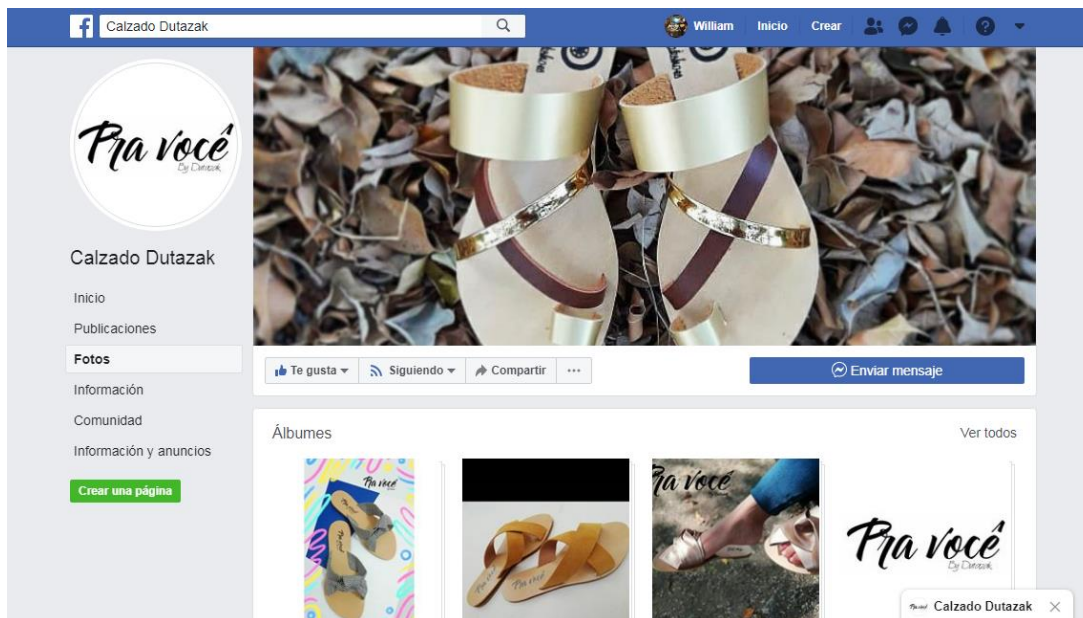 Calzado Dutazak
William Inicio Crear
Pra você
By Dutazak
Calzado Dutazak
Inicio
Publicaciones
Fotos
Información
Comunidad
Información y anuncios
Crear una página
Te gusta Siguiendo Compartir ...
Enviar mensaje
Álbumes
Ver todos
Pra você
Pra você
Pra você
Pra você
By Dutazak
Calzado Dutazak